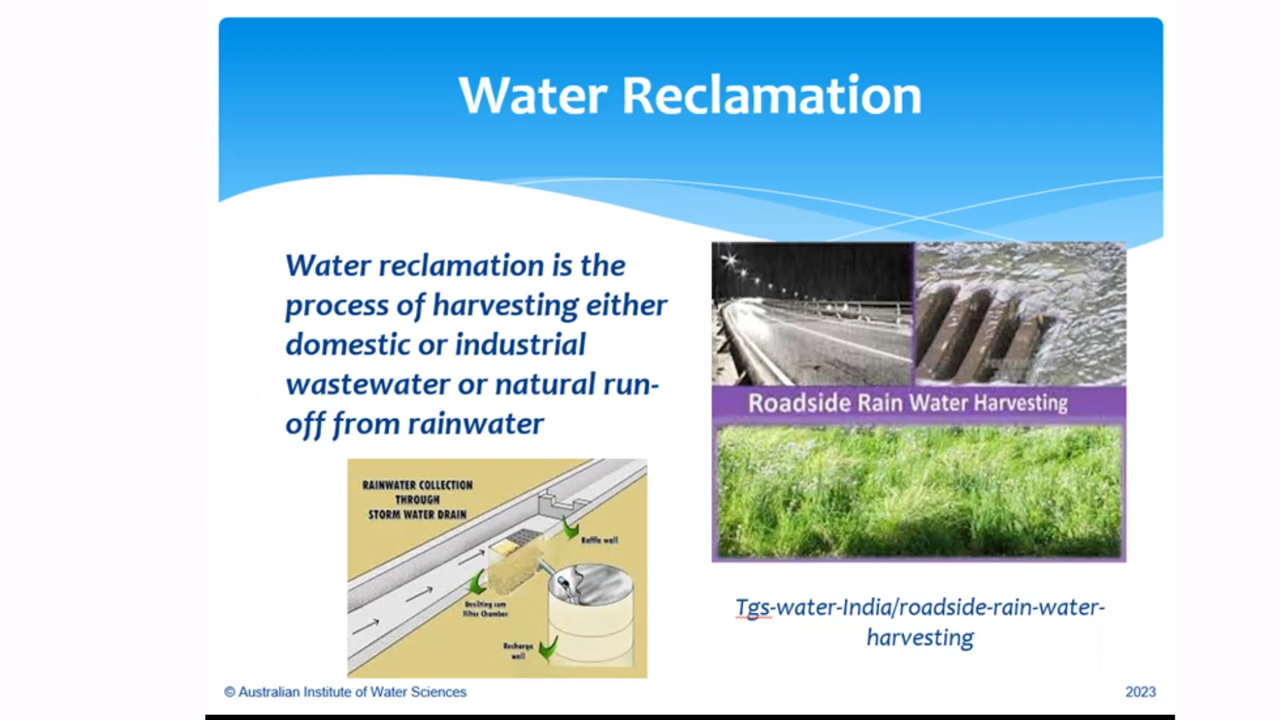 Water Reclamation
Water reclamation is the
process of harvesting either
domestic or industrial
wastewater or natural run-
off from rainwater
Roadside Rain Water Harvesting
RAINWATER COLLECTION
THROUGH
STORM WATER DRAIN
Baffle wall
Desilting cum
Filter Chamber
Recharge
well
Tgs-water-India/roadside-rain-water-
harvesting
© Australian Institute of Water Sciences
2023